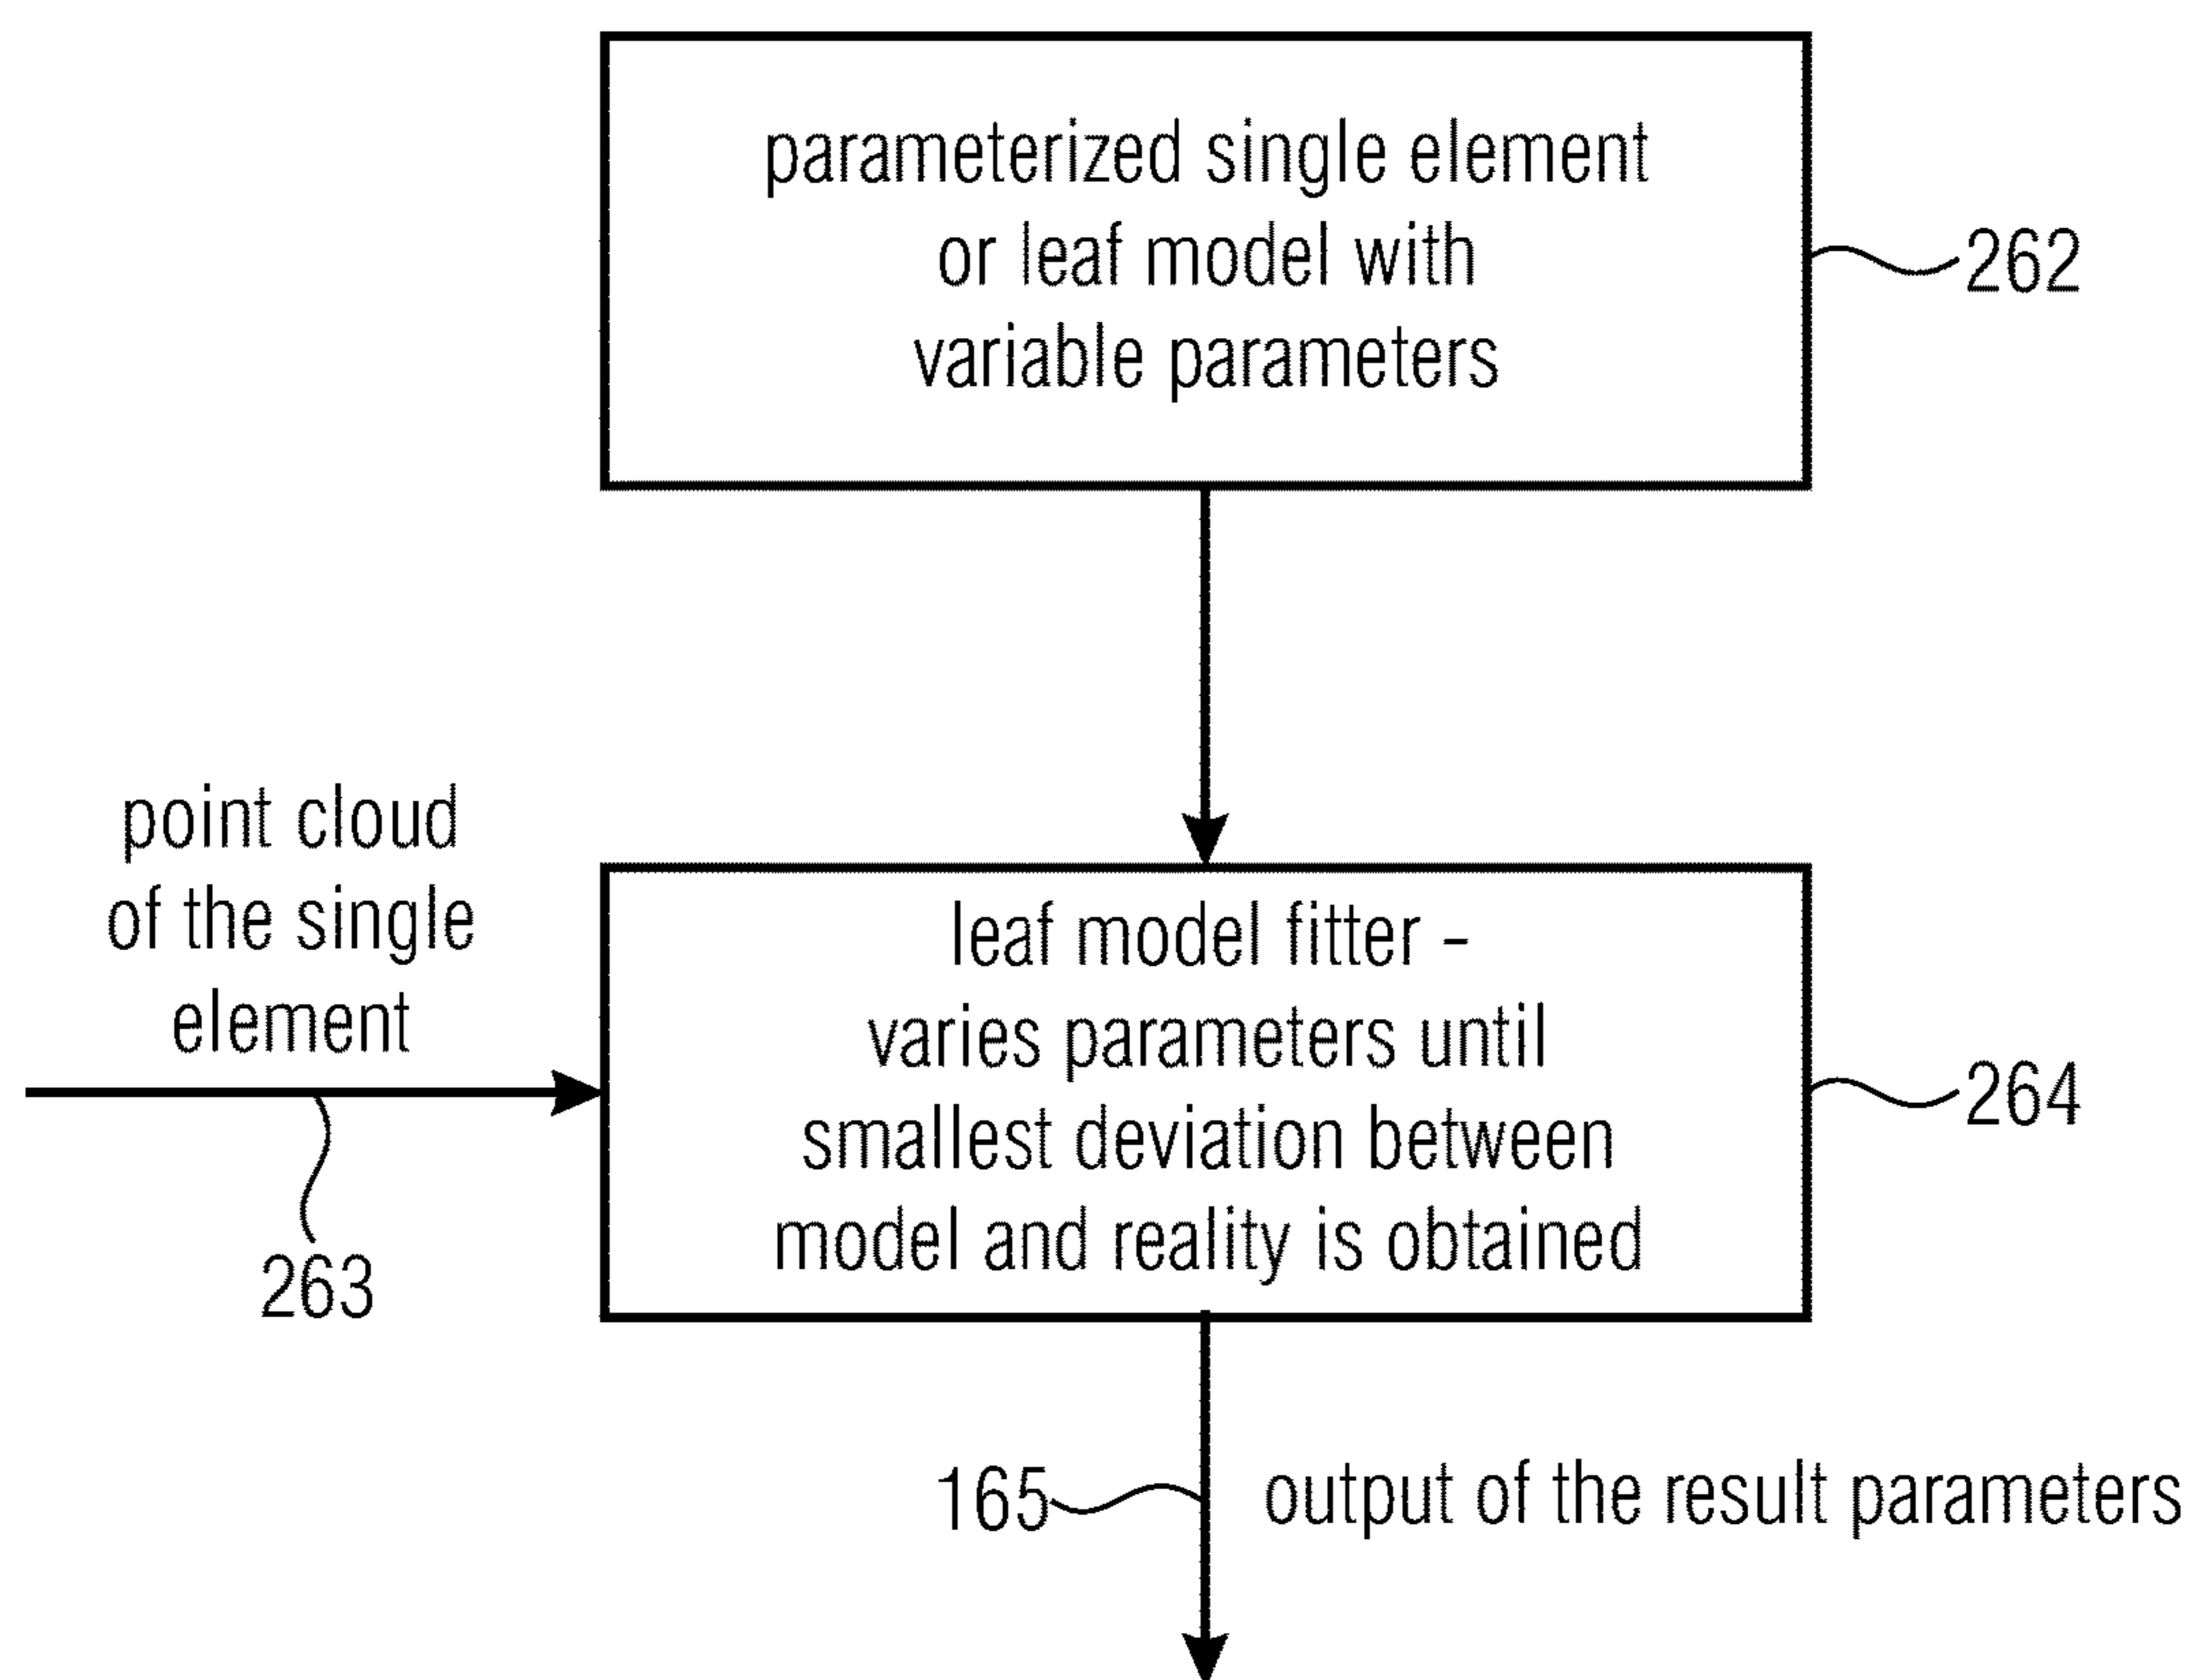 parameterized single element
or leaf model with
variable parameters
262
point cloud
of the single
element
263
leaf model fitter -
varies parameters until
smallest deviation between
model and reality is obtained
264
165
output of the result parameters